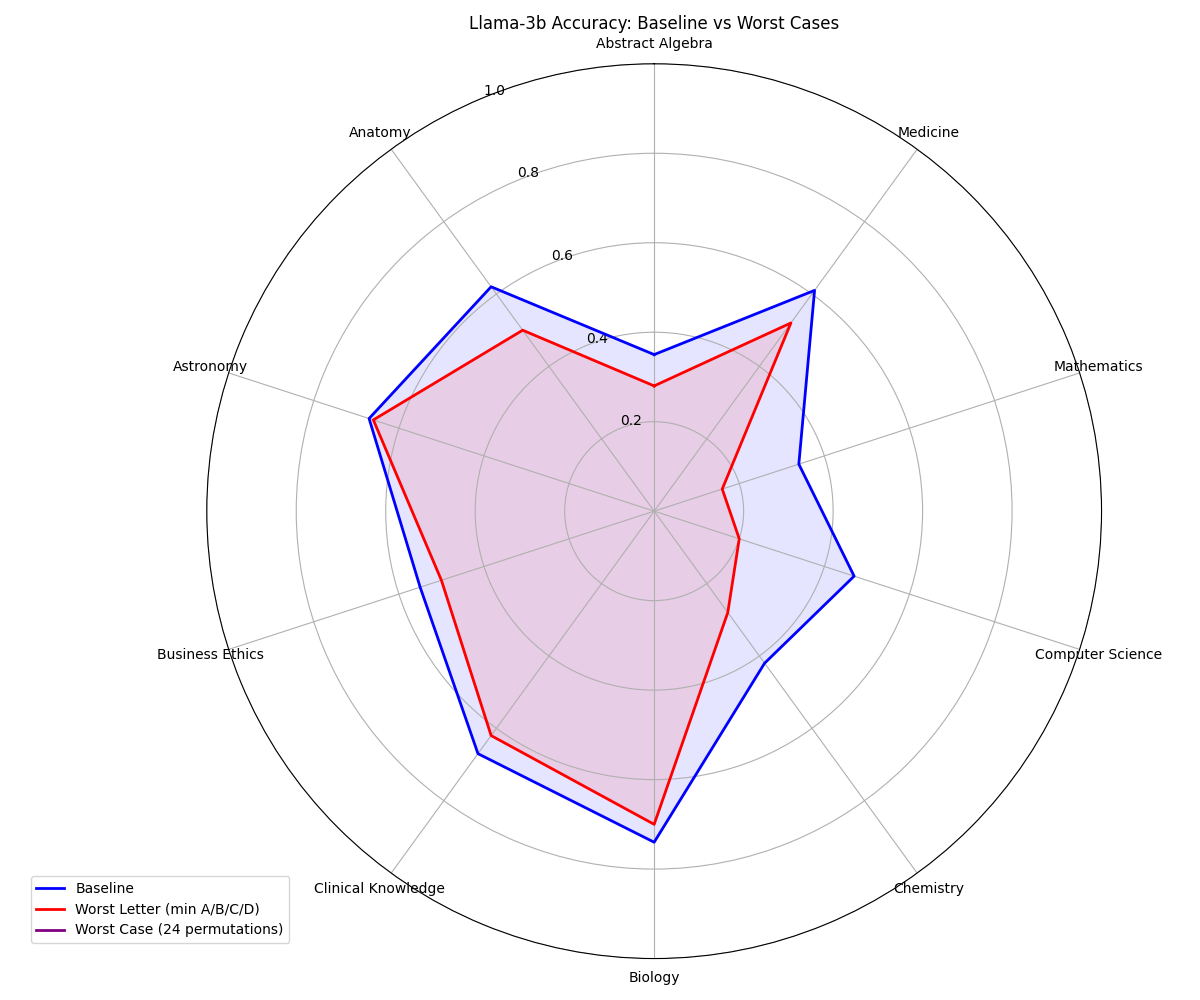 Llama-3b Accuracy: Baseline vs Worst Cases
Abstract Algebra
1.0
Anatomy
Medicine
0.8
0.6
0.4
Astronomy
Mathematics
0.2
Business Ethics
Computer Science
Clinical Knowledge
Chemistry
Biology
Baseline
Worst Letter (min A/B/C/D)
Worst Case (24 permutations)